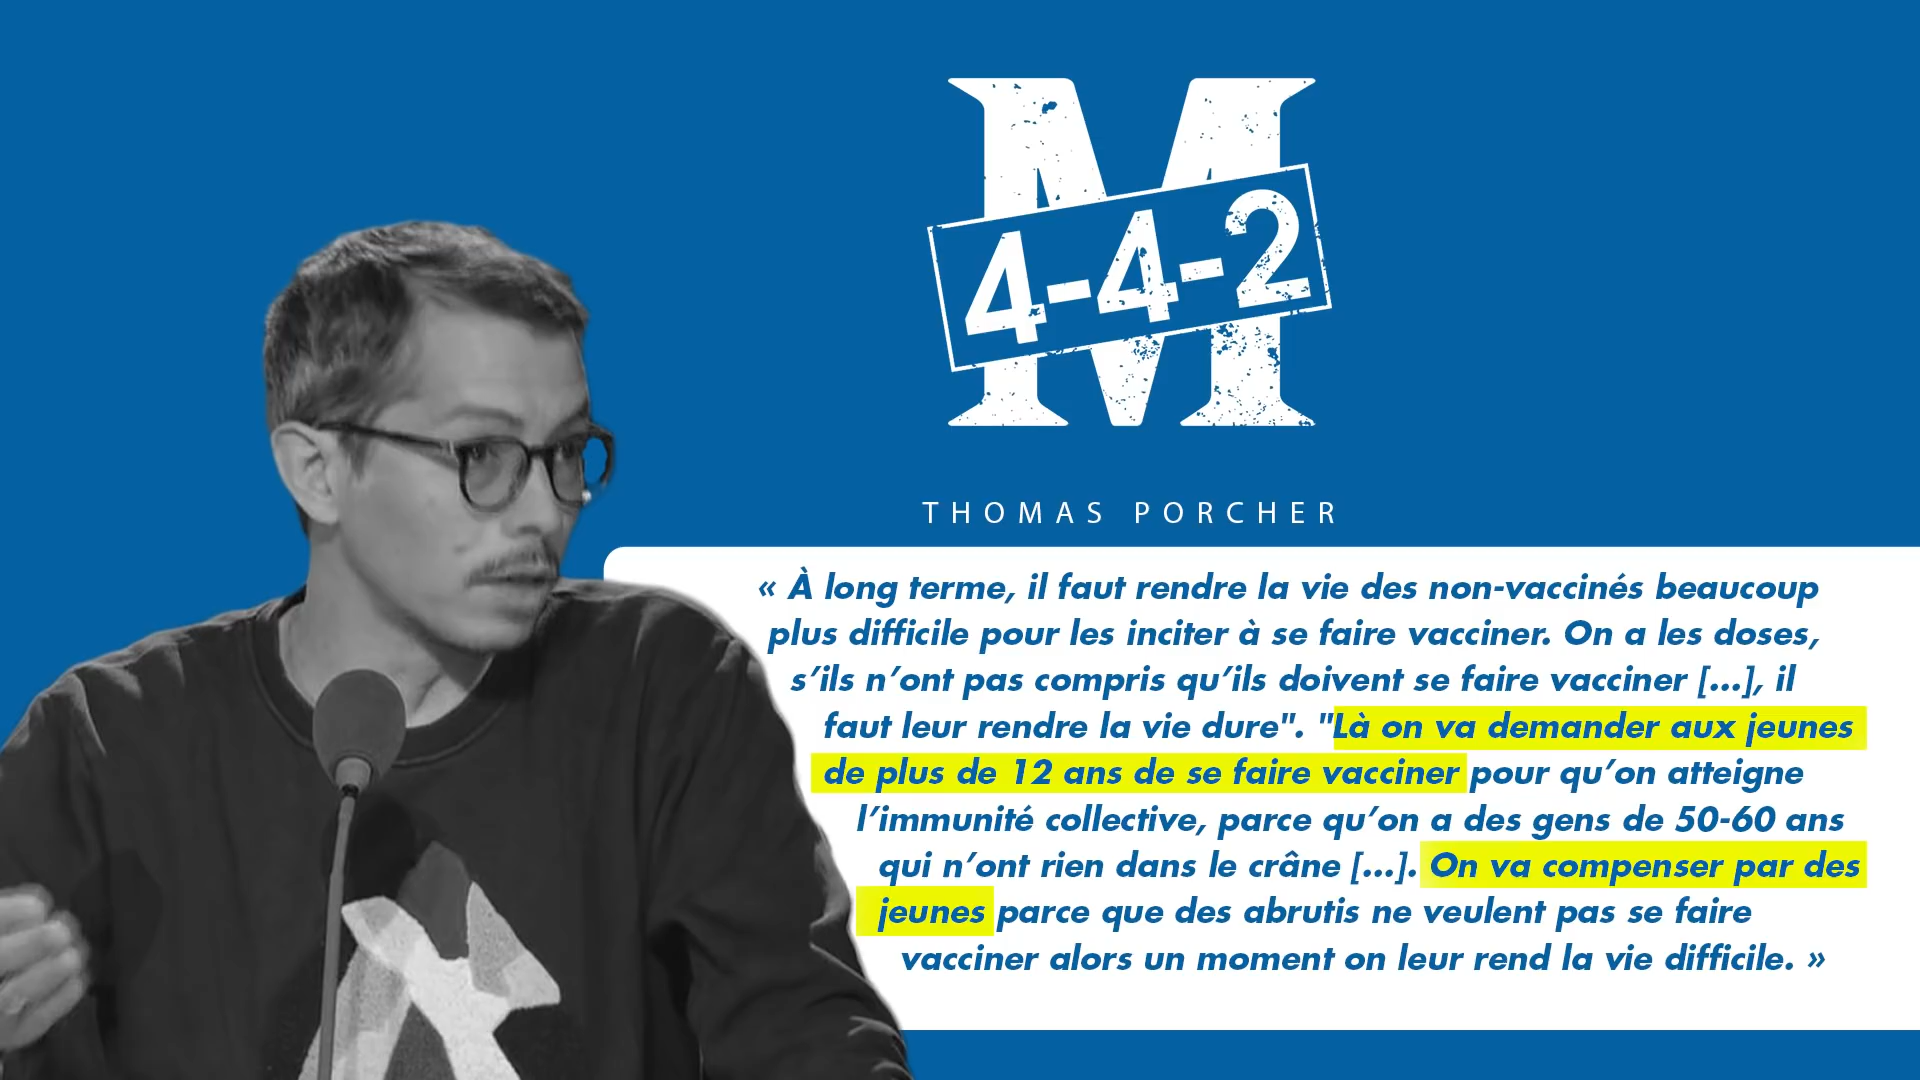 M
4-4-2
THOMAS PORCHER
« À long terme, il faut rendre la vie des non-vaccinés beaucoup
plus difficile pour les inciter à se faire vacciner. On a les doses,
s’ils n’ont pas compris qu’ils doivent se faire vacciner [...], il
faut leur rendre la vie dure". "Là on va demander aux jeunes
de plus de 12 ans de se faire vacciner pour qu’on atteigne
l’immunité collective, parce qu’on a des gens de 50-60 ans
qui n’ont rien dans le crâne [...]. On va compenser par des
jeunes parce que des abrutis ne veulent pas se faire
vacciner alors un moment on leur rend la vie difficile. »